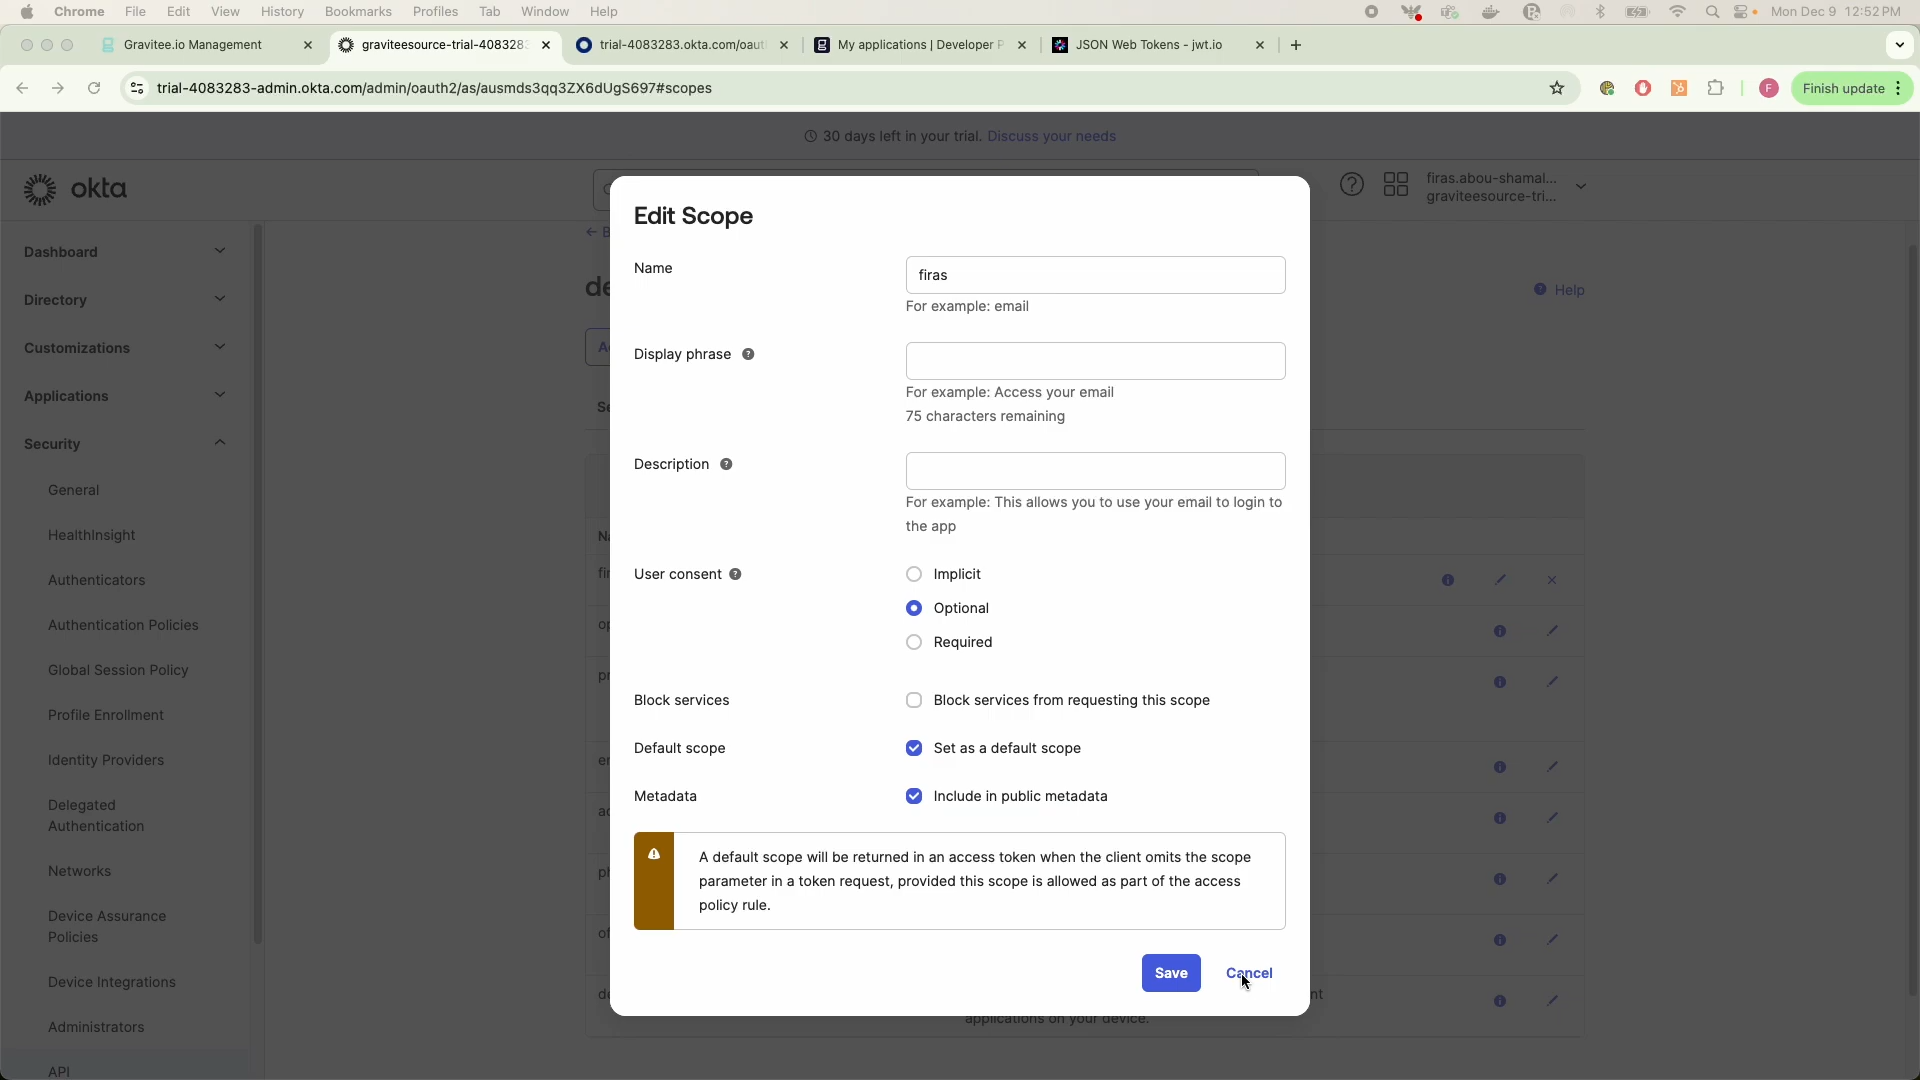 Chrome File Edit View History Bookmarks Profiles Tab Window Help
Mon Dec 9 12:52 PM
Gravitee.io Management
graviteesource-trial-4083283
trial-4083283.okta.com/oaut
My applications | Developer P
JSON Web Tokens - jwt.io
trial-4083283-admin.okta.com/admin/oauth2/as/ausmds3qq3ZX6dUgS697#scopes
F
Finish update
30 days left in your trial. Discuss your needs
okta
firas.abou-shamal...
graviteesource-tri...
Dashboard
Directory
Customizations
Applications
Security
General
HealthInsight
Authenticators
Authentication Policies
Global Session Policy
Profile Enrollment
Identity Providers
Delegated
Authentication
Networks
Device Assurance
Policies
Device Integrations
Administrators
API
Help
Edit Scope
Name
firas
For example: email
Display phrase
For example: Access your email
75 characters remaining
Description
For example: This allows you to use your email to login to
the app
User consent
Implicit
Optional
Required
Block services
Block services from requesting this scope
Default scope
Set as a default scope
Metadata
Include in public metadata
A default scope will be returned in an access token when the client omits the scope
parameter in a token request, provided this scope is allowed as part of the access
policy rule.
Save
Cancel
applications on your device.